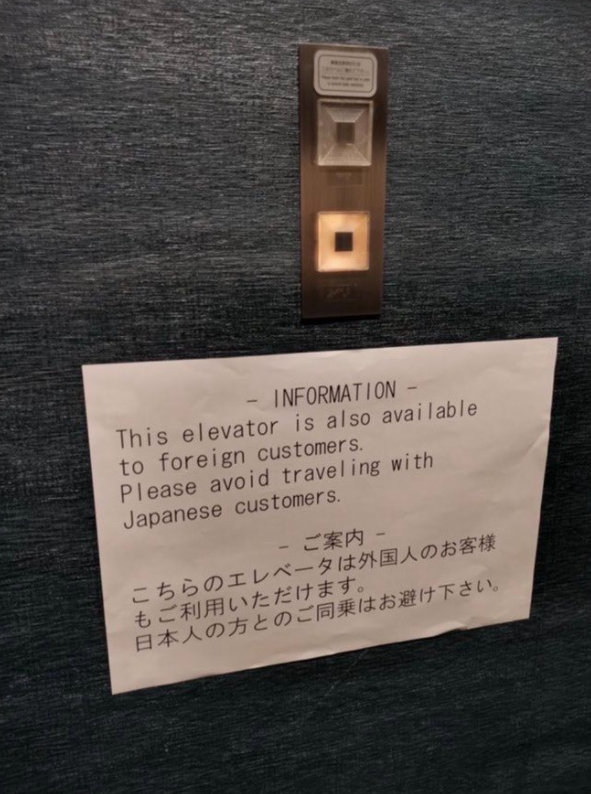 - INFORMATION -
This elevator is also available
to foreign customers.
Please avoid traveling with
Japanese customers.
- ご案内 -
こちらのエレベータは外国人のお客様
もご利用いただけます。
日本人の方とのご同乗はお避け下さい。